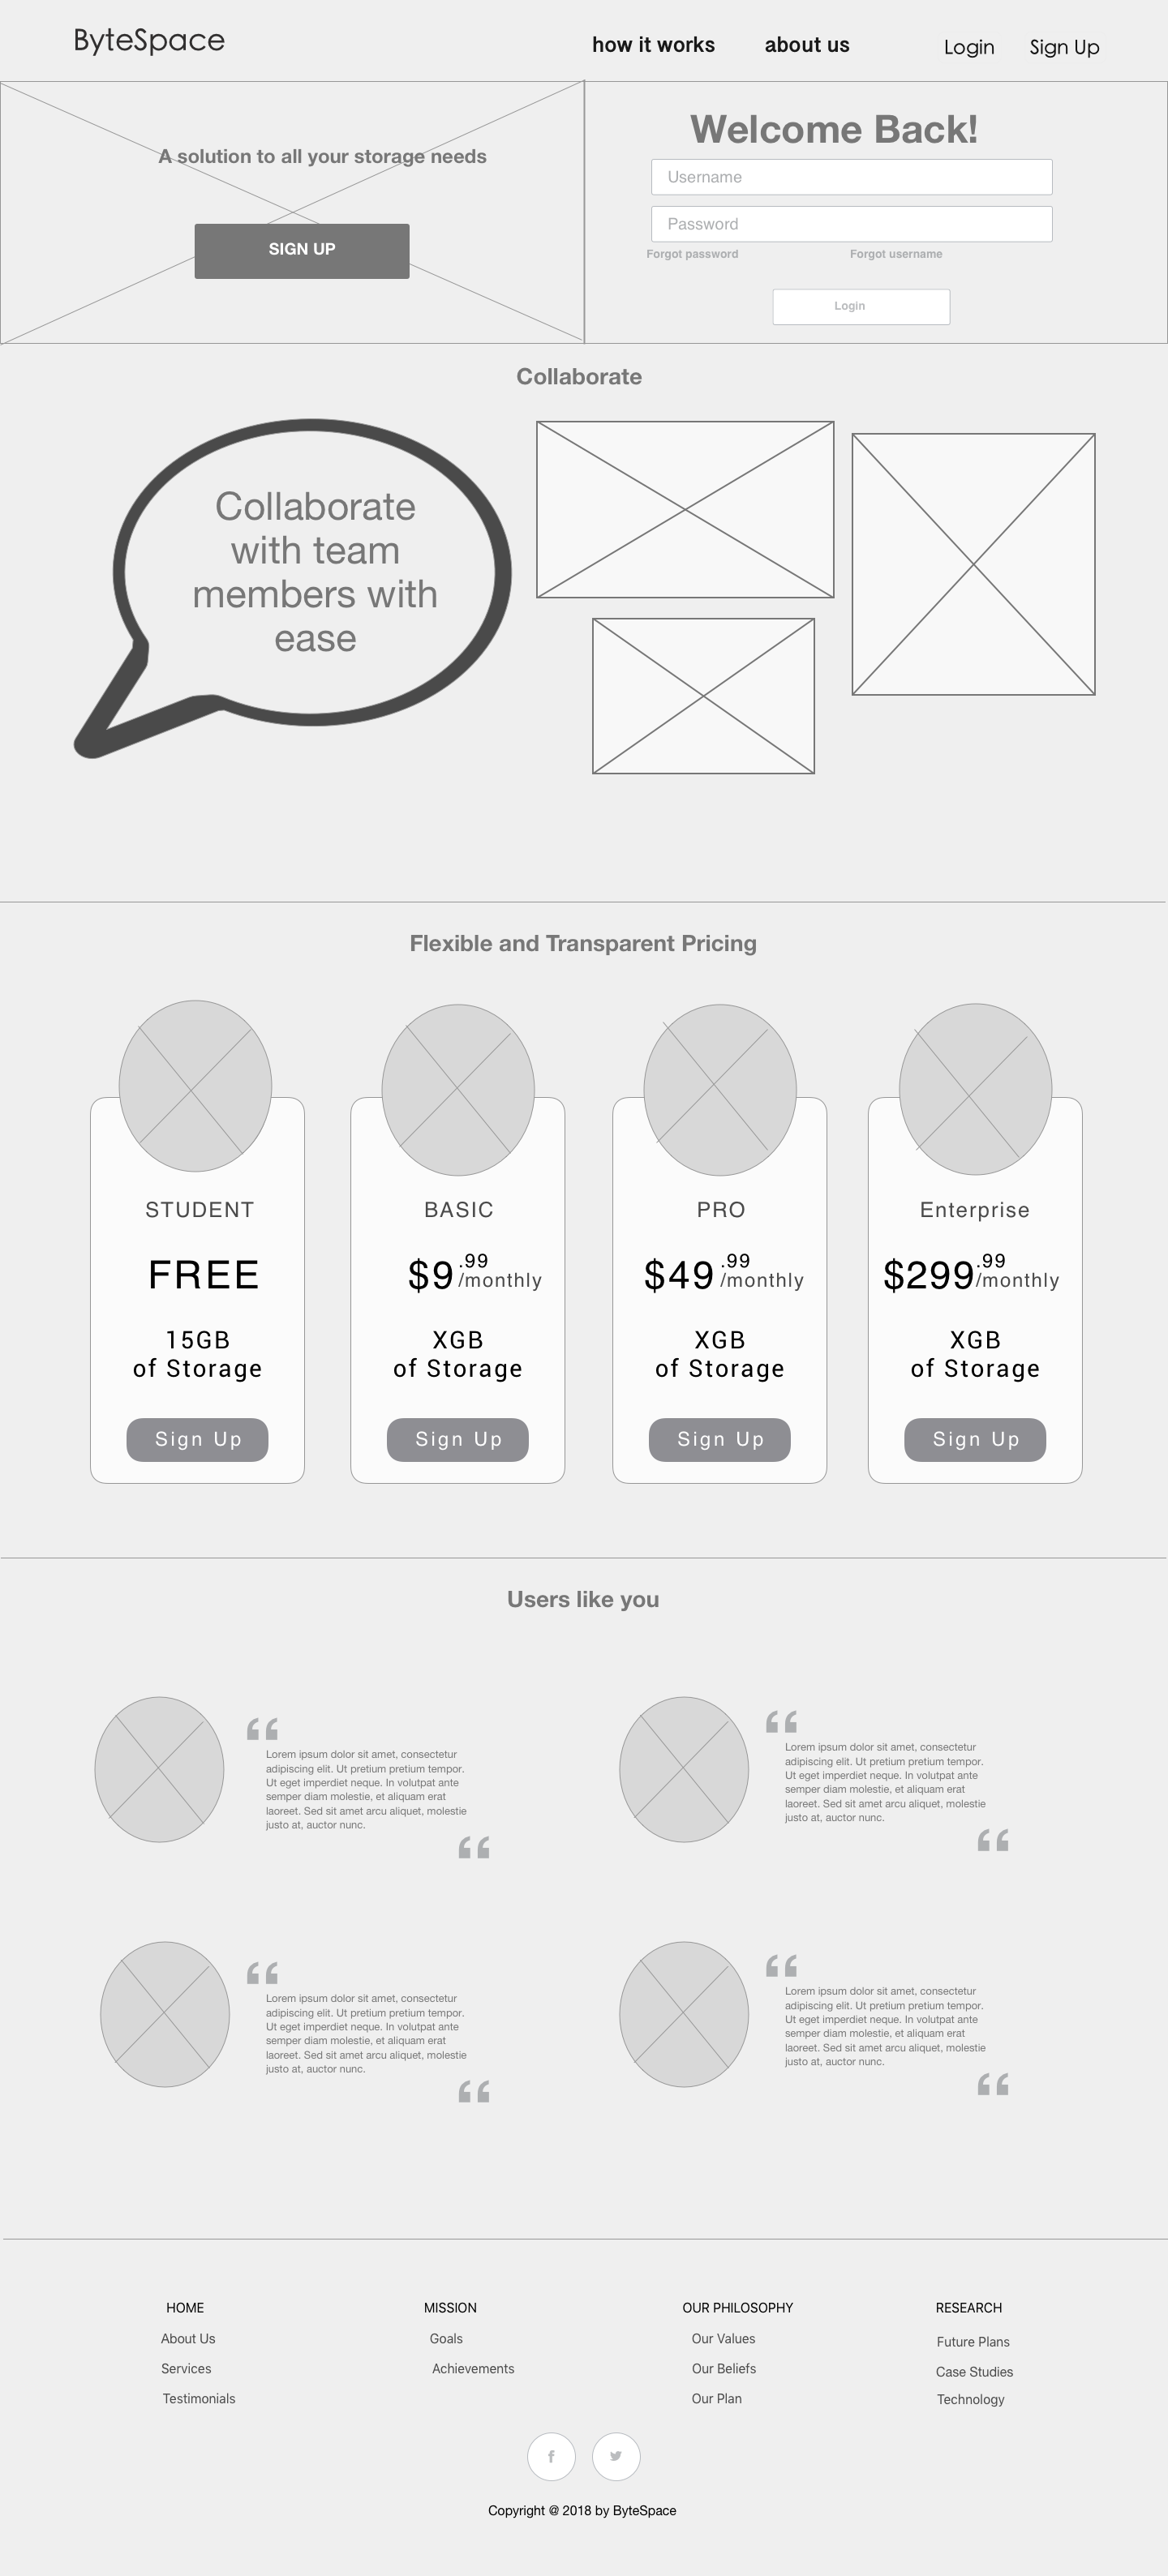 ByteSpace
how it works
about us
Login
Sign Up
A solution to all your storage needs
SIGN UP
Welcome Back!
Username
Password
Forgot password
Forgot username
Login
Collaborate
Collaborate
with team
members with
ease
Flexible and Transparent Pricing
STUDENT
FREE
15GB
of Storage
Sign Up
BASIC
$9.99
/monthly
XGB
of Storage
Sign Up
PRO
$49.99
/monthly
XGB
of Storage
Sign Up
Enterprise
$299.99
/monthly
XGB
of Storage
Sign Up
Users like you
Lorem ipsum dolor sit amet, consectetur
adipiscing elit. Ut pretium pretium tempor.
Ut eget imperdiet neque. In volutpat ante
semper diam molestie, et aliquam erat
laoreet. Sed sit amet arcu aliquet, molestie
justo at, auctor nunc.
Lorem ipsum dolor sit amet, consectetur
adipiscing elit. Ut pretium pretium tempor.
Ut eget imperdiet neque. In volutpat ante
semper diam molestie, et aliquam erat
laoreet. Sed sit amet arcu aliquet, molestie
justo at, auctor nunc.
Lorem ipsum dolor sit amet, consectetur
adipiscing elit. Ut pretium pretium tempor.
Ut eget imperdiet neque. In volutpat ante
semper diam molestie, et aliquam erat
laoreet. Sed sit amet arcu aliquet, molestie
justo at, auctor nunc.
Lorem ipsum dolor sit amet, consectetur
adipiscing elit. Ut pretium pretium tempor.
Ut eget imperdiet neque. In volutpat ante
semper diam molestie, et aliquam erat
laoreet. Sed sit amet arcu aliquet, molestie
justo at, auctor nunc.
HOME
About Us
Services
Testimonials
MISSION
Goals
Achievements
OUR PHILOSOPHY
Our Values
Our Beliefs
Our Plan
RESEARCH
Future Plans
Case Studies
Technology
Copyright @ 2018 by ByteSpace